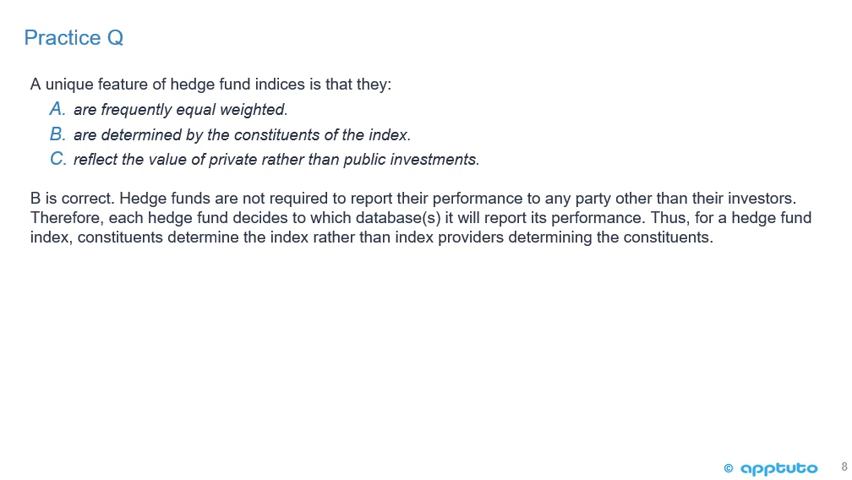 Practice Q
A unique feature of hedge fund indices is that they:
A. are frequently equal weighted.
B. are determined by the constituents of the index.
C. reflect the value of private rather than public investments.
B is correct. Hedge funds are not required to report their performance to any party other than their investors.
Therefore, each hedge fund decides to which database(s) it will report its performance. Thus, for a hedge fund
index, constituents determine the index rather than index providers determining the constituents.
© apptuto 8